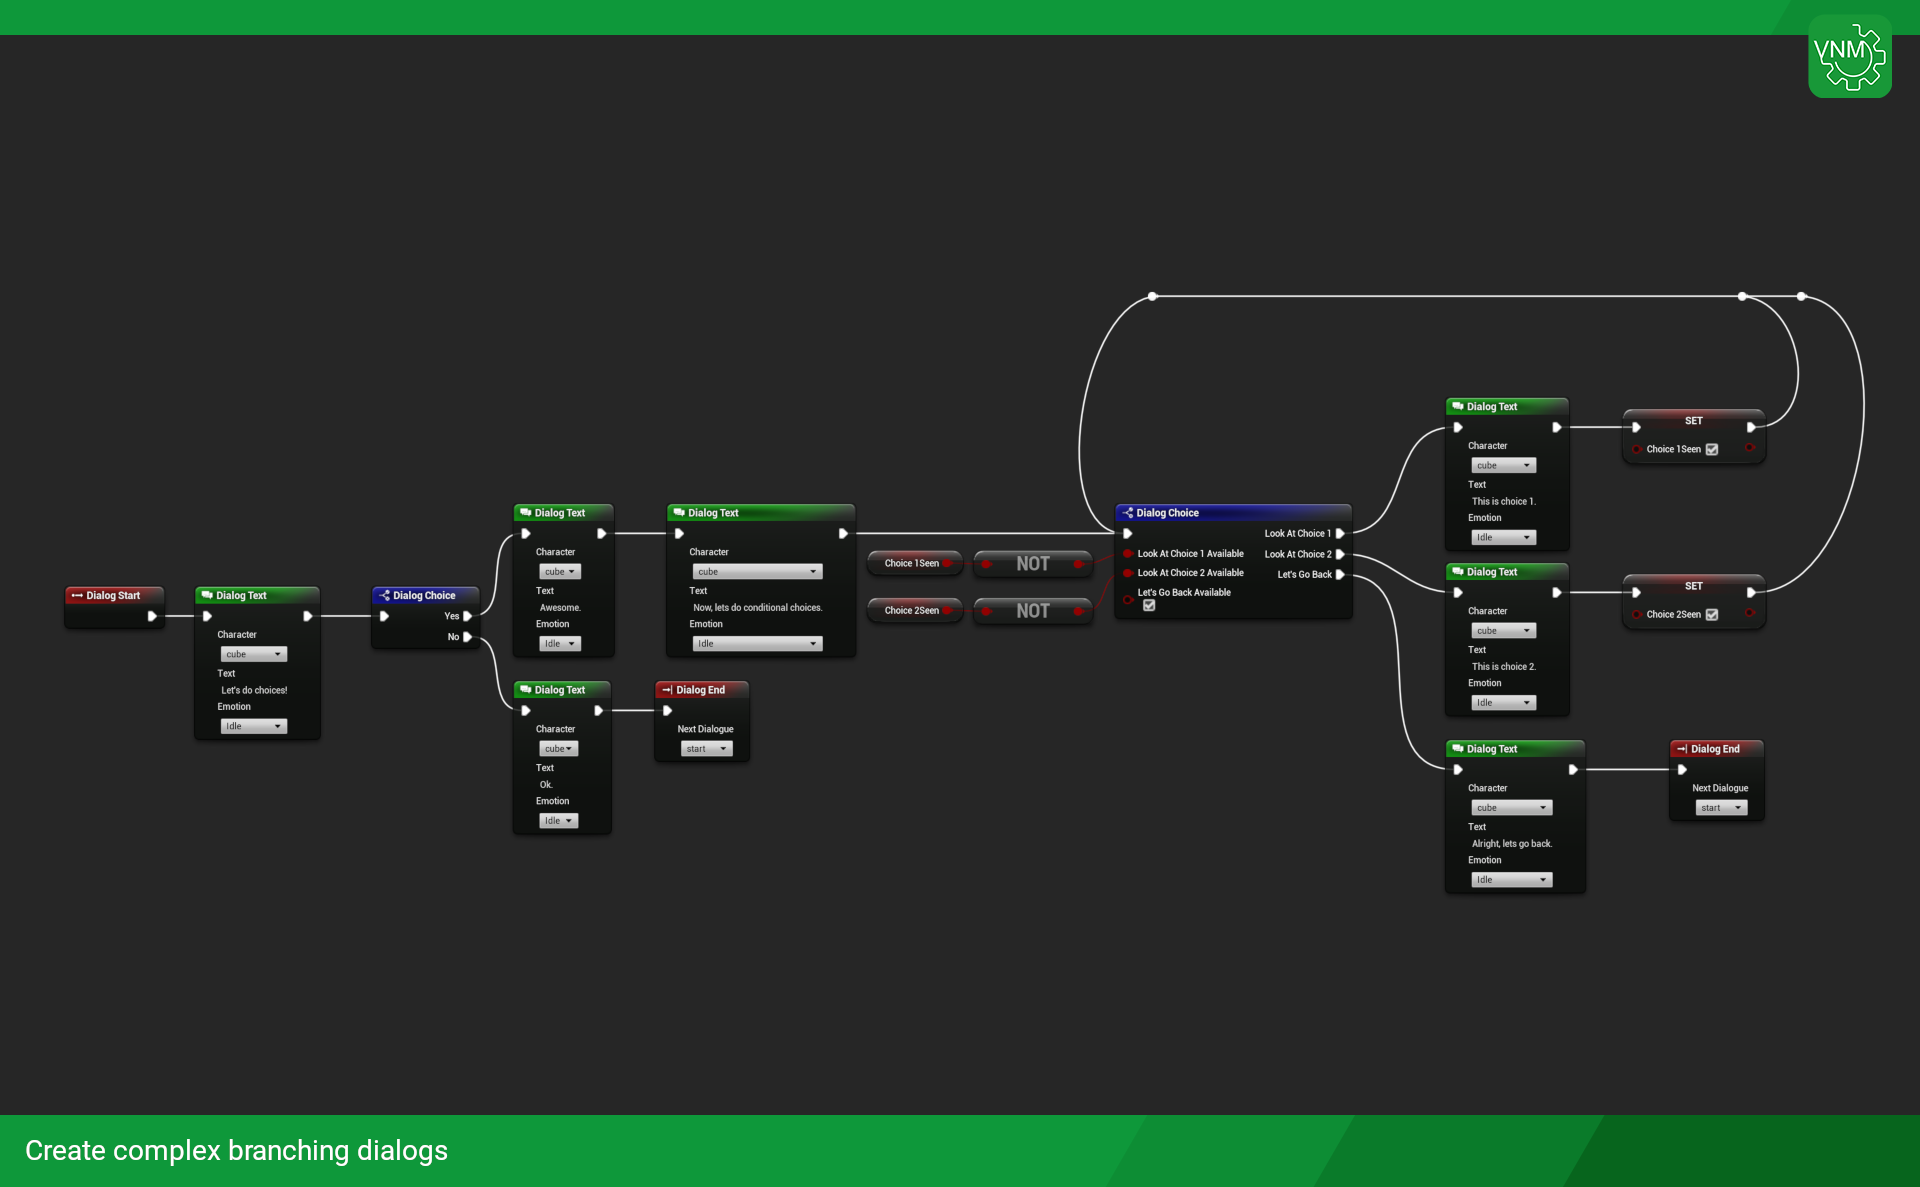 VNM
Dialog Start
Dialog Text
Character
cube
Text
Let's do choices!
Emotion
Idle
Dialog Choice
Yes
No
Dialog Text
Character
cube
Text
Awesome.
Emotion
Idle
Dialog Text
Character
cube
Text
Ok.
Emotion
Idle
Dialog End
Next Dialogue
start
Dialog Text
Character
cube
Text
Now, lets do conditional choices.
Emotion
Idle
Choice 1Seen
NOT
Choice 2Seen
NOT
Dialog Choice
Look At Choice 1
Look At Choice 1 Available
Look At Choice 2
Look At Choice 2 Available
Let's Go Back
Let's Go Back Available
Dialog Text
Character
cube
Text
This is choice 1.
Emotion
Idle
SET
Choice 1Seen
Dialog Text
Character
cube
Text
This is choice 2.
Emotion
Idle
SET
Choice 2Seen
Dialog Text
Character
cube
Text
Alright, lets go back.
Emotion
Idle
Dialog End
Next Dialogue
start
Create complex branching dialogs